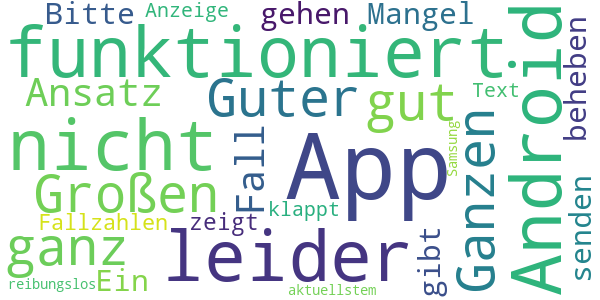 Bitte
Anzeige
gehen
Mangel
funktioniert
Android
beheben
Ansatz
Guter
gut
Text
nicht
Fall
App
Ganzen
Samsung
Großen
senden
Fallzahlen
zeigt
klappt
ganz
leider
gibt
Ein
reibungslos
aktuellstem